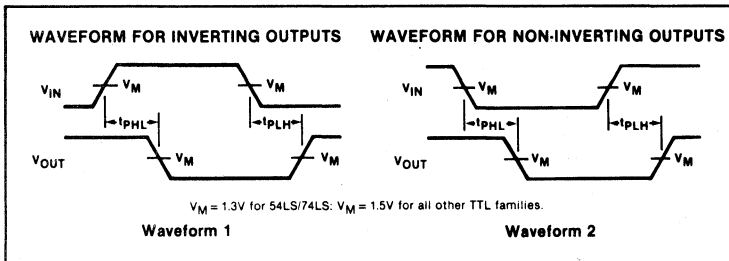 WAVEFORM FOR INVERTING OUTPUTS
VIN
VM
VM
tPHL
tPLH
VOUT
VM
VM
WAVEFORM FOR NON-INVERTING OUTPUTS
VIN
VM
VM
tPHL
tPLH
VOUT
VM
VM
VM = 1.3V for 54LS/74LS: VM = 1.5V for all other TTL families.
Waveform 1
Waveform 2